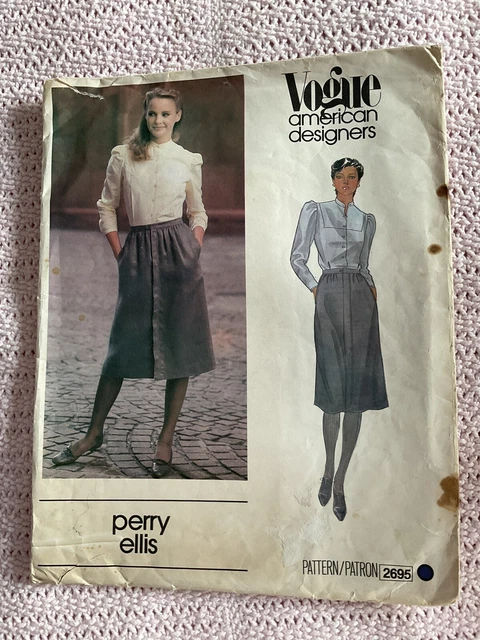 Vogue
american
designers
perry
ellis
PATTERN/PATRON 2695